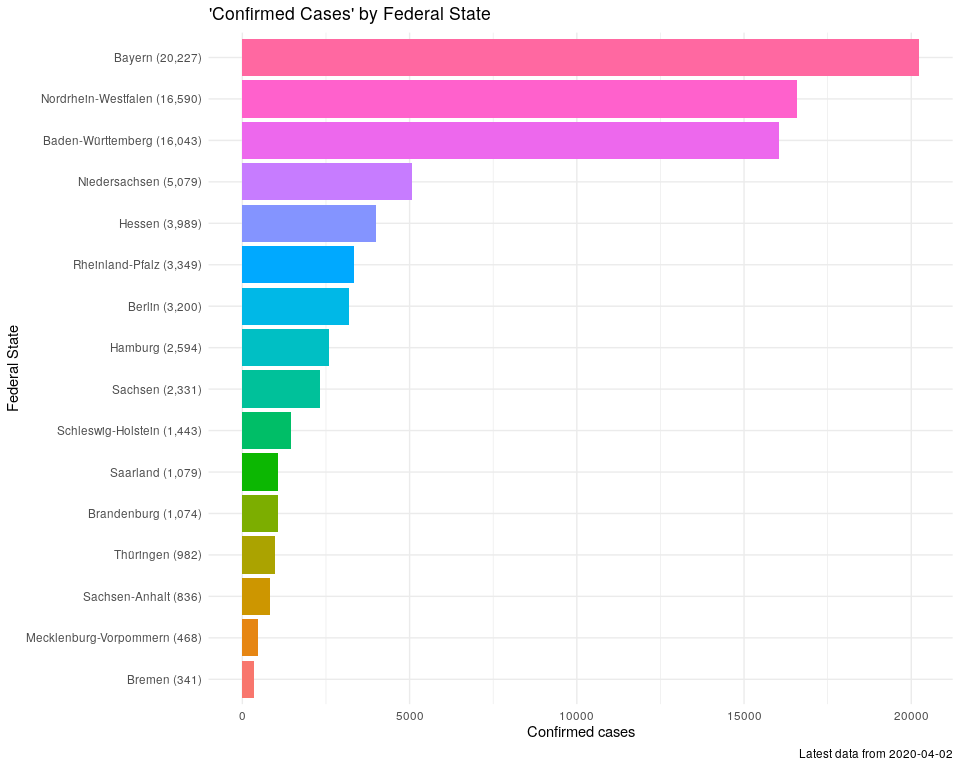 'Confirmed Cases' by Federal State
Federal State
Bayern (20,227)
Nordrhein-Westfalen (16,590)
Baden-Württemberg (16,043)
Niedersachsen (5,079)
Hessen (3,989)
Rheinland-Pfalz (3,349)
Berlin (3,200)
Hamburg (2,594)
Sachsen (2,331)
Schleswig-Holstein (1,443)
Saarland (1,079)
Brandenburg (1,074)
Thüringen (982)
Sachsen-Anhalt (836)
Mecklenburg-Vorpommern (468)
Bremen (341)
0 5000 10000 15000 20000
Confirmed cases
Latest data from 2020-04-02